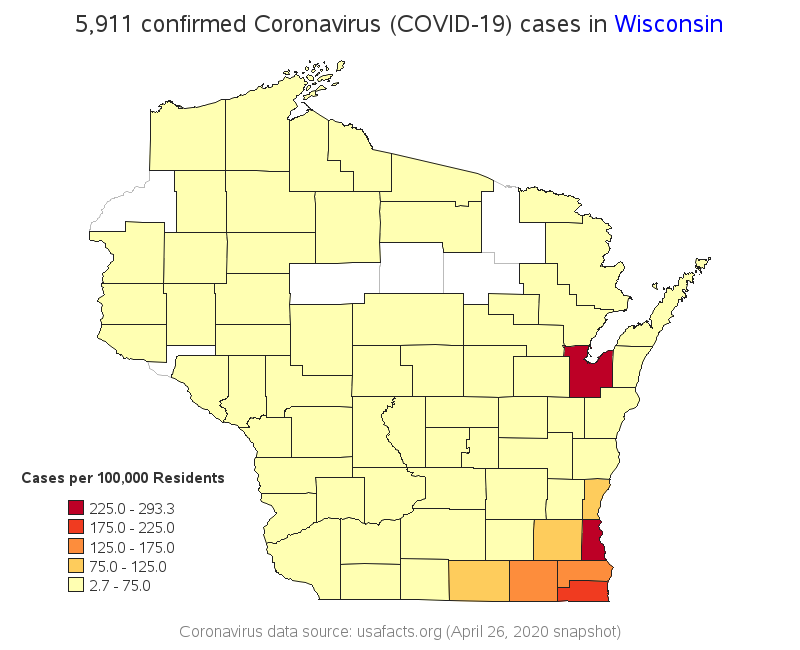 5,911 confirmed Coronavirus (COVID-19) cases in Wisconsin
Cases per 100,000 Residents
225.0 - 293.3
175.0 - 225.0
125.0 - 175.0
75.0 - 125.0
2.7 - 75.0
Coronavirus data source: usafacts.org (April 26, 2020 snapshot)